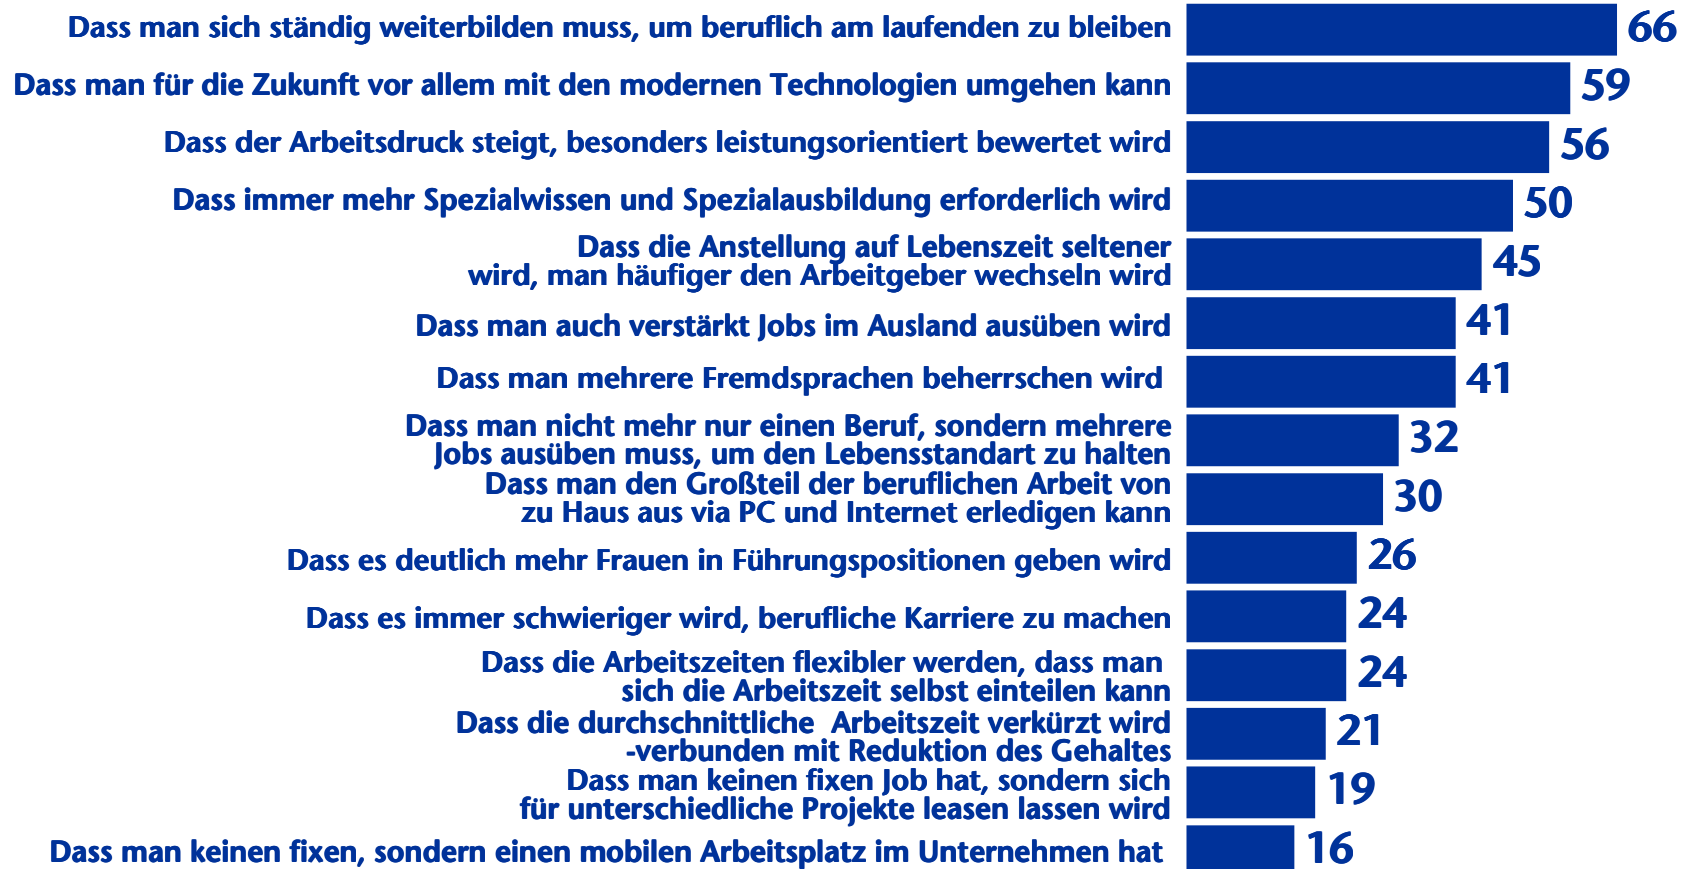 Dass man sich ständig weiterbilden muss, um beruflich am laufenden zu bleiben 66
Dass man für die Zukunft vor allem mit den modernen Technologien umgehen kann 59
Dass der Arbeitsdruck steigt, besonders leistungsorientiert bewertet wird 56
Dass immer mehr Spezialwissen und Spezialausbildung erforderlich wird 50
Dass die Anstellung auf Lebenszeit seltener
wird, man häufiger den Arbeitgeber wechseln wird 45
Dass man auch verstärkt Jobs im Ausland ausüben wird 41
Dass man mehrere Fremdsprachen beherrschen wird 41
Dass man nicht mehr nur einen Beruf, sondern mehrere
Jobs ausüben muss, um den Lebensstandart zu halten 32
Dass man den Großteil der beruflichen Arbeit von
zu Haus aus via PC und Internet erledigen kann 30
Dass es deutlich mehr Frauen in Führungspositionen geben wird 26
Dass es immer schwieriger wird, berufliche Karriere zu machen 24
Dass die Arbeitszeiten flexibler werden, dass man
sich die Arbeitszeit selbst einteilen kann 24
Dass die durchschnittliche Arbeitszeit verkürzt wird
-verbunden mit Reduktion des Gehaltes 21
Dass man keinen fixen Job hat, sondern sich
für unterschiedliche Projekte leasen lassen wird 19
Dass man keinen fixen, sondern einen mobilen Arbeitsplatz im Unternehmen hat 16